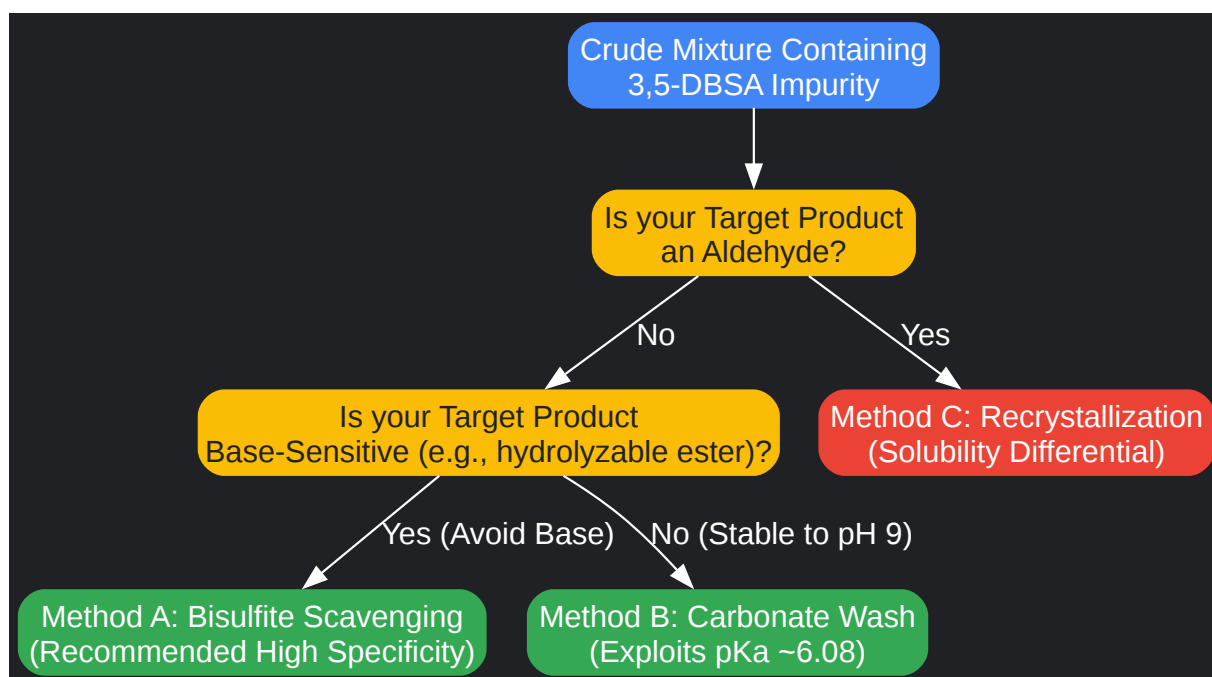 Crude Mixture Containing
3,5-DBSA Impurity
Is your Target Product
an Aldehyde?
No
Yes
Is your Target Product
Base-Sensitive (e.g., hydrolyzable ester)?
Method C: Recrystallization
(Solubility Differential)
Yes (Avoid Base)
No (Stable to pH 9)
Method A: Bisulfite Scavenging
(Recommended High Specificity)
Method B: Carbonate Wash
(Exploits pKa ~6.08)